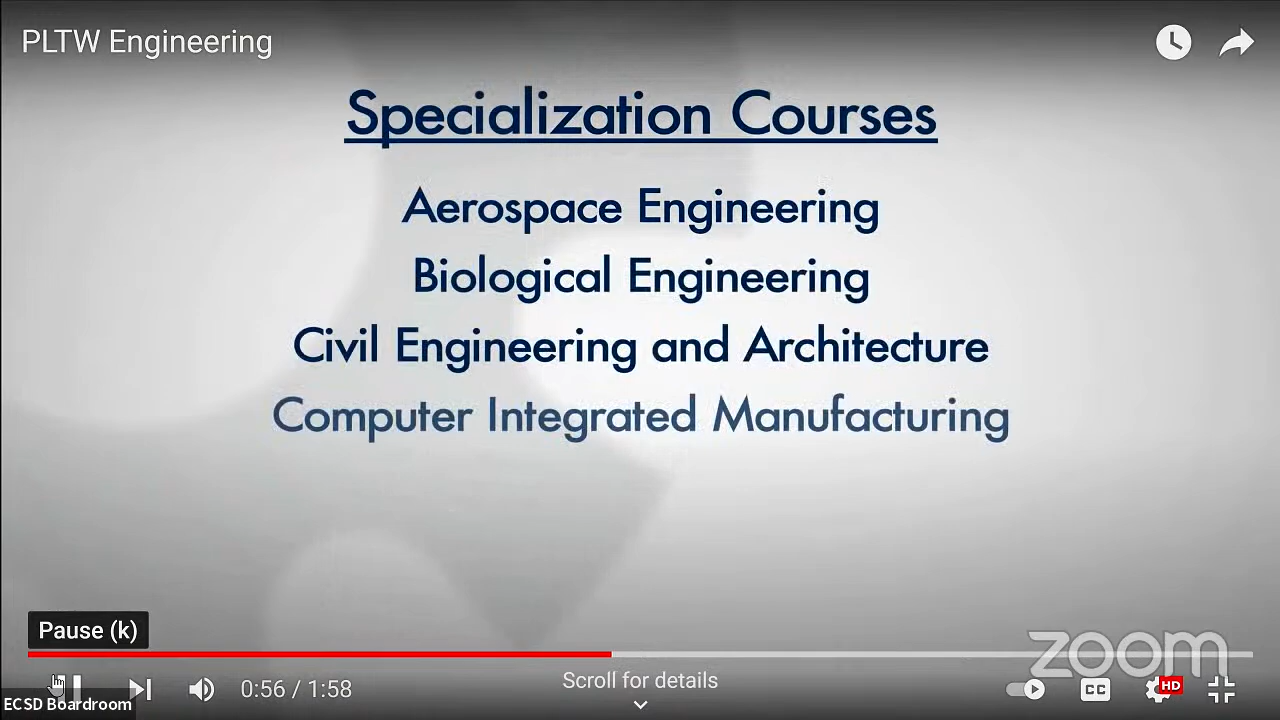 PLTW Engineering
Specialization Courses
Aerospace Engineering
Biological Engineering
Civil Engineering and Architecture
Computer Integrated Manufacturing
Pause (k)
zoom
0:56 / 1:58
Scroll for details
CC
HD
ECSD Boardroom